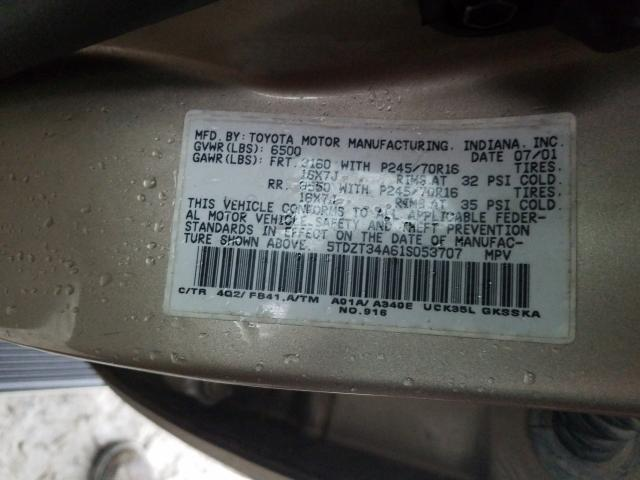 MFD. BY: TOYOTA MOTOR MANUFACTURING, INDIANA, INC.
GVWR(LBS): 6500 DATE 07/01
GAWR(LBS): FRT. 3160 WITH P245/70R16 TIRES.
16X7J RIMS AT 32 PSI COLD.
RR. 3550 WITH P245/70R16 TIRES.
16X7J RIMS AT 35 PSI COLD.
THIS VEHICLE CONFORMS TO ALL APPLICABLE FEDER-
AL MOTOR VEHICLE SAFETY AND THEFT PREVENTION
STANDARDS IN EFFECT ON THE DATE OF MANUFAC-
TURE SHOWN ABOVE. 5TDZT34A61S053707 MPV
C/TR 4Q2/ FB41,A/TM A01A/ A340E UCK35L GKSSKA
NO.916